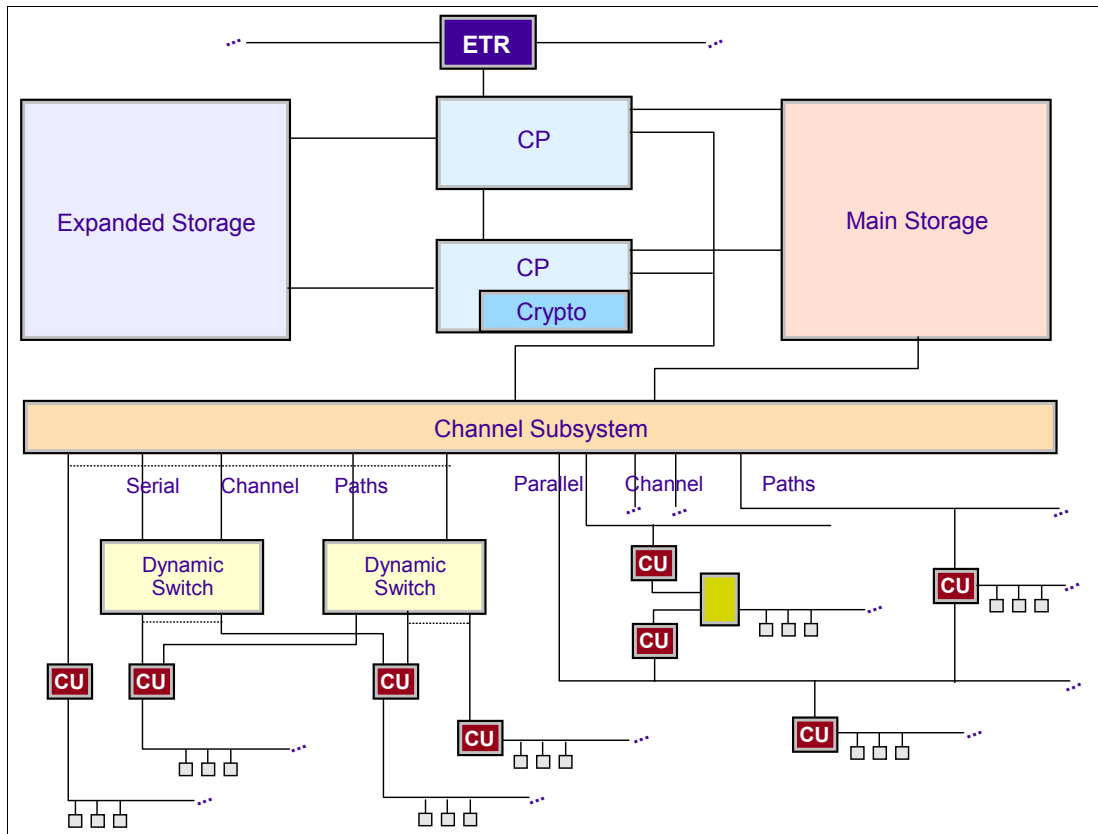 ETR
CP
Expanded Storage
Main Storage
CP
Crypto
Channel Subsystem
Serial Channel Paths
Parallel Channel Paths
Dynamic
Switch
Dynamic
Switch
CU
CU
CU
CU
CU
CU
CU
CU
CU